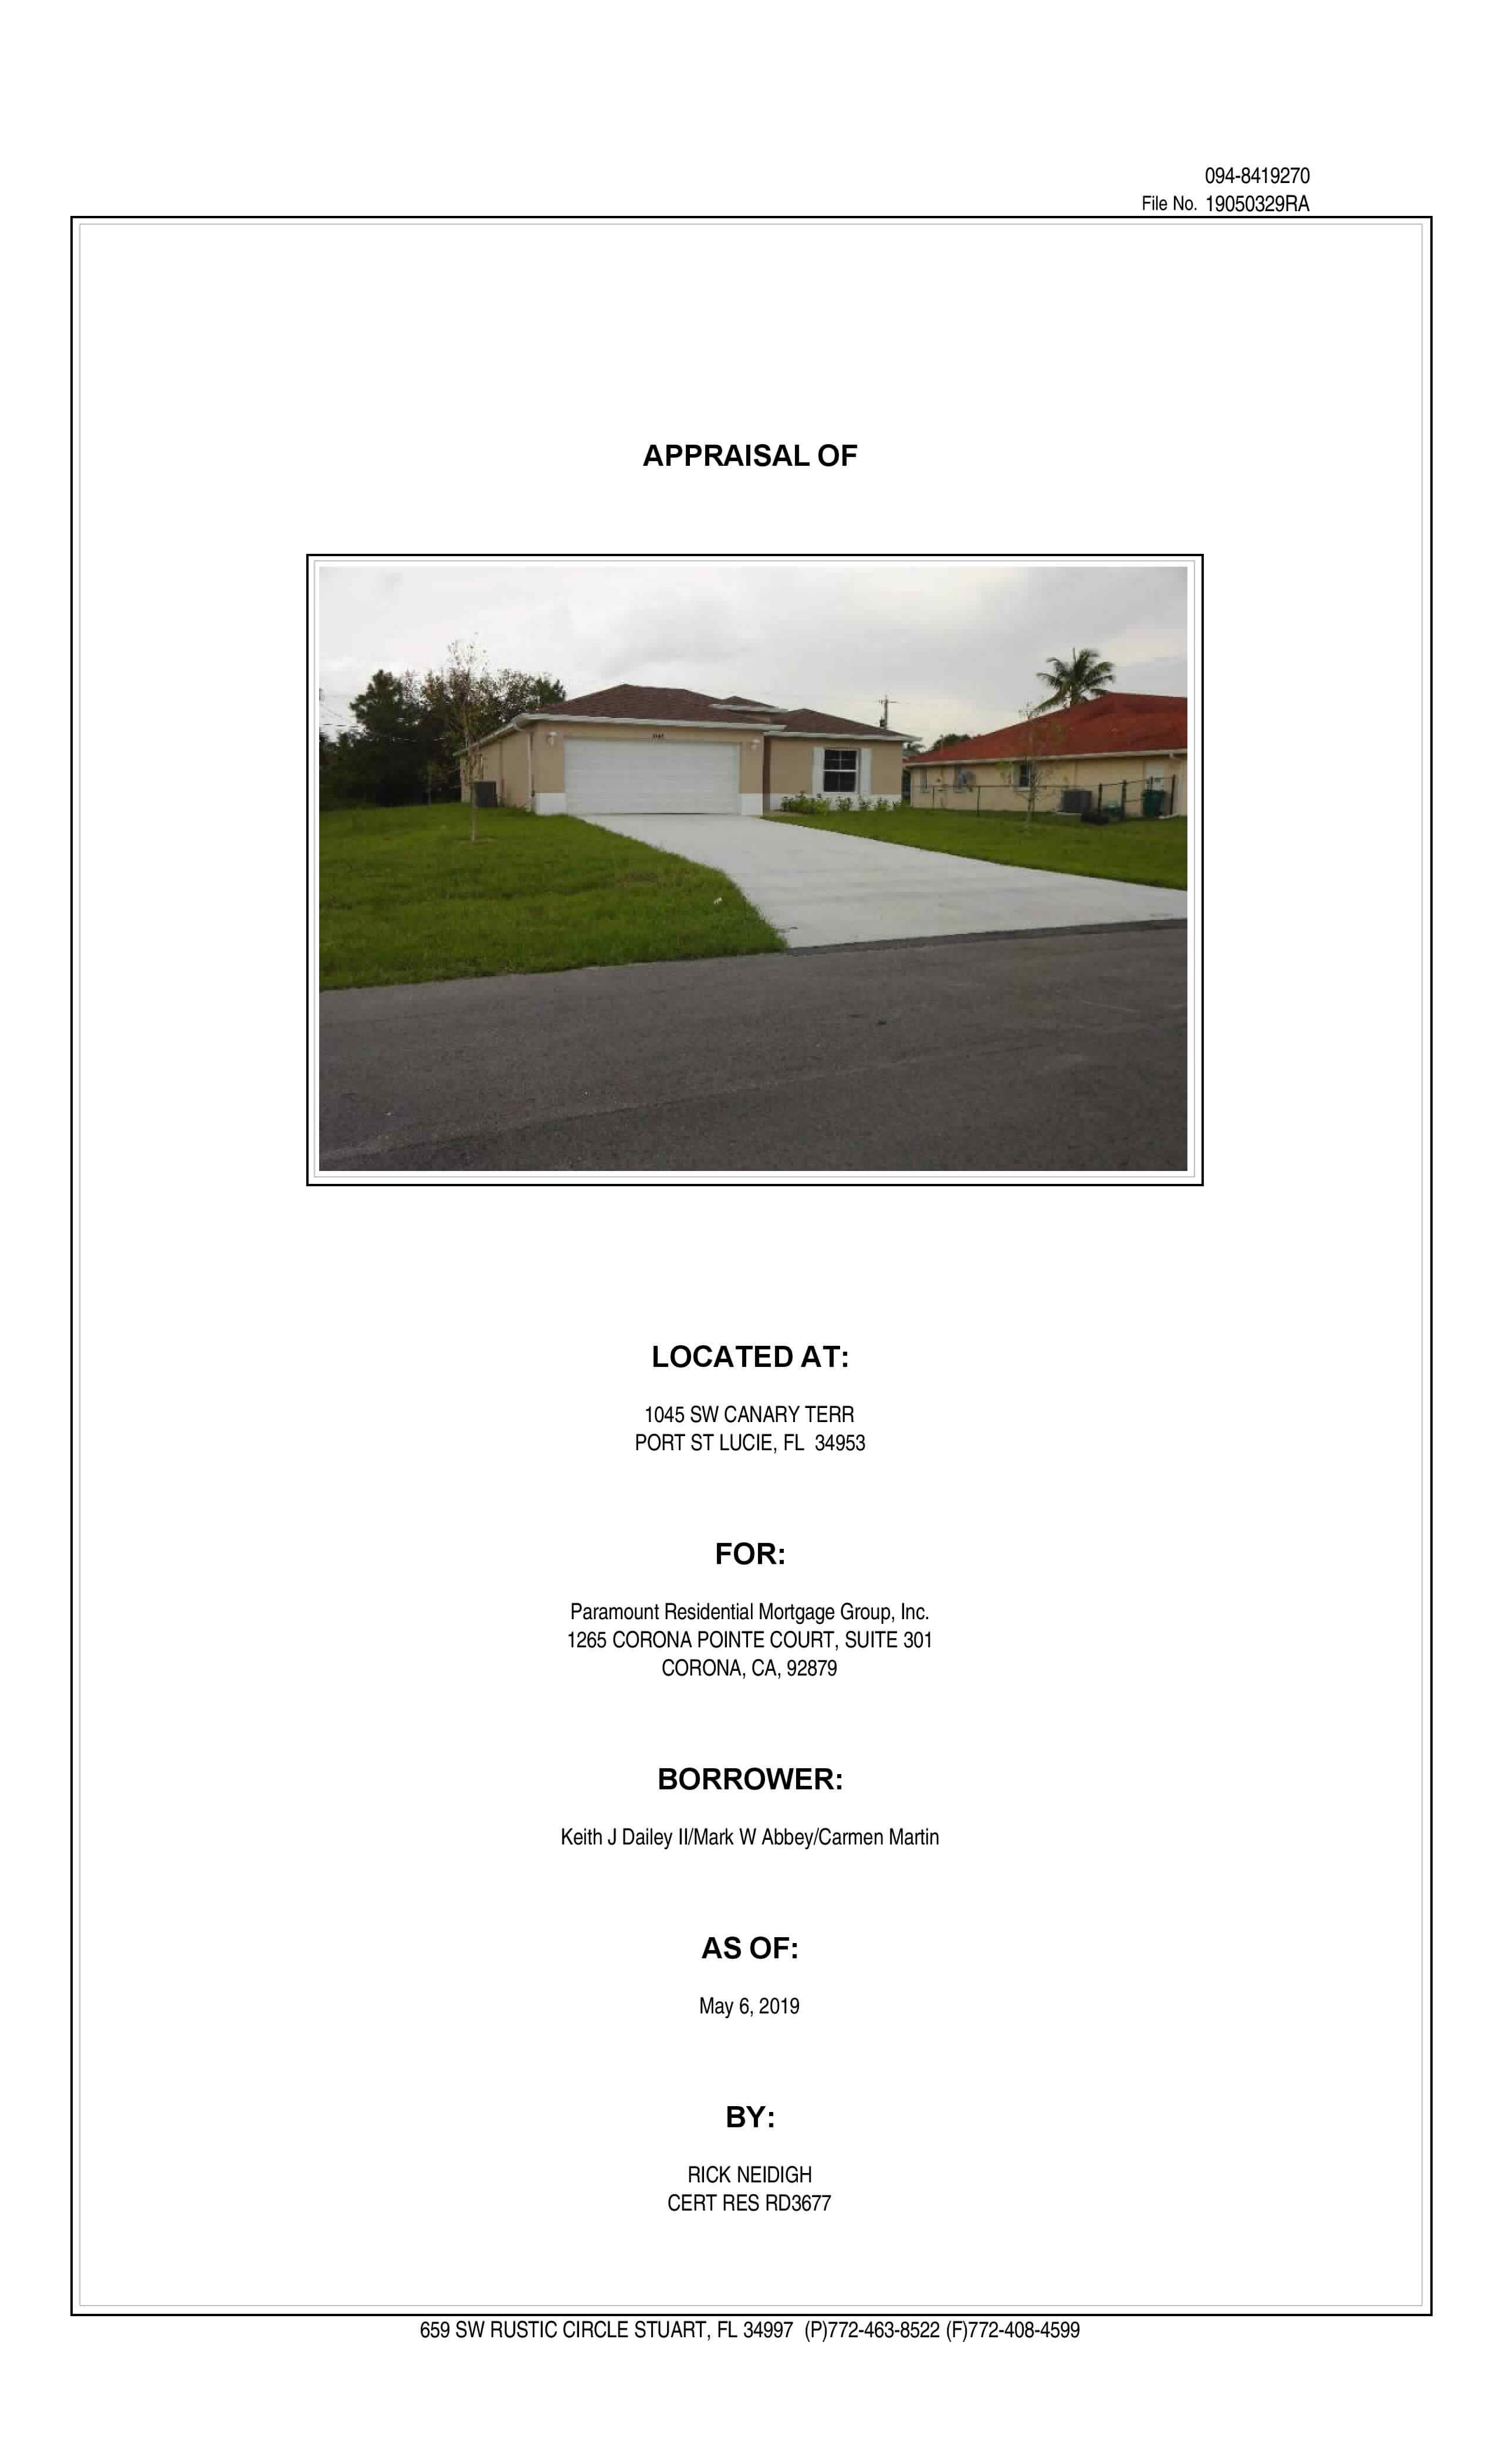 094-8419270
File No. 19050329RA
APPRAISAL OF
LOCATED AT:
1045 SW CANARY TERR
PORT ST LUCIE, FL 34953
FOR:
Paramount Residential Mortgage Group, Inc.
1265 CORONA POINTE COURT, SUITE 301
CORONA, CA, 92879
BORROWER:
Keith J Dailey II/Mark W Abbey/Carmen Martin
AS OF:
May 6, 2019
BY:
RICK NEIDIGH
CERT RES RD3677
659 SW RUSTIC CIRCLE STUART, FL 34997 (P)772-463-8522 (F)772-408-4599